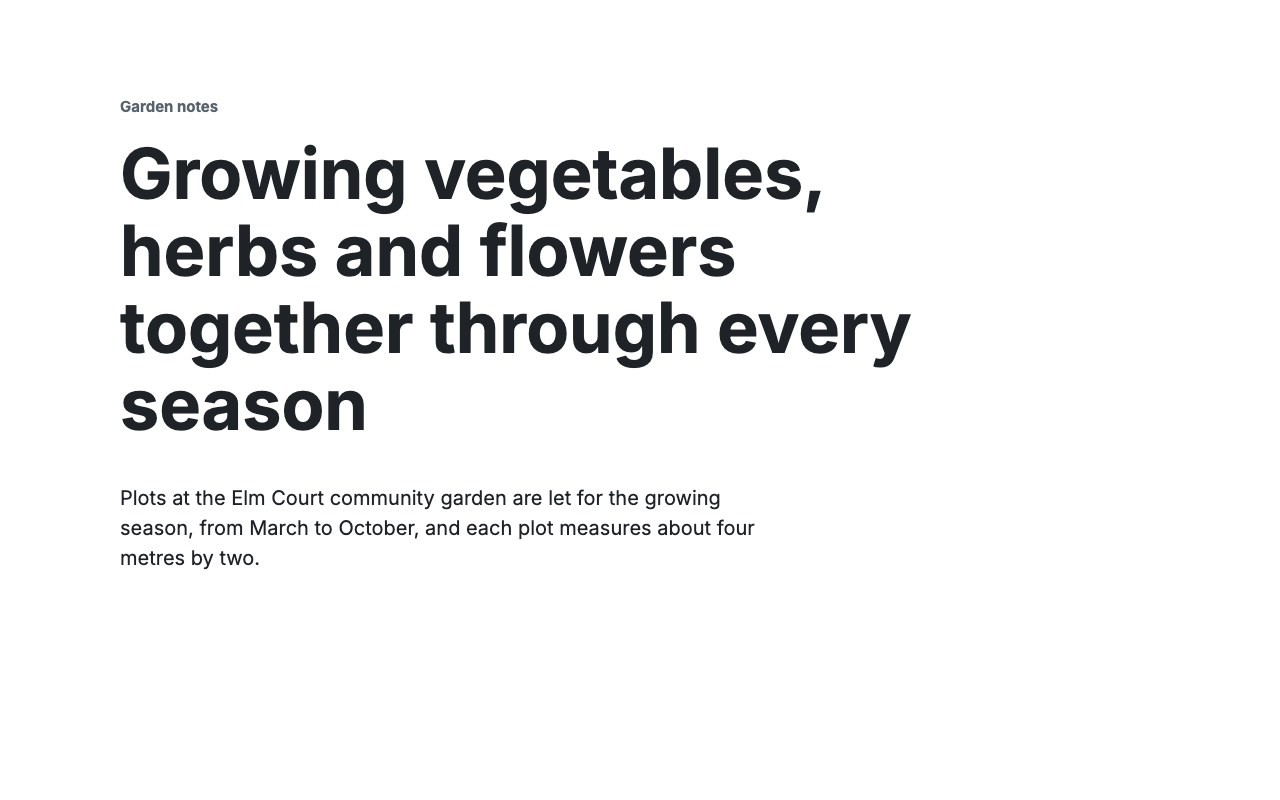 Garden notes
Growing vegetables,
herbs and flowers
together through every
season
Plots at the Elm Court community garden are let for the growing
season, from March to October, and each plot measures about four
metres by two.